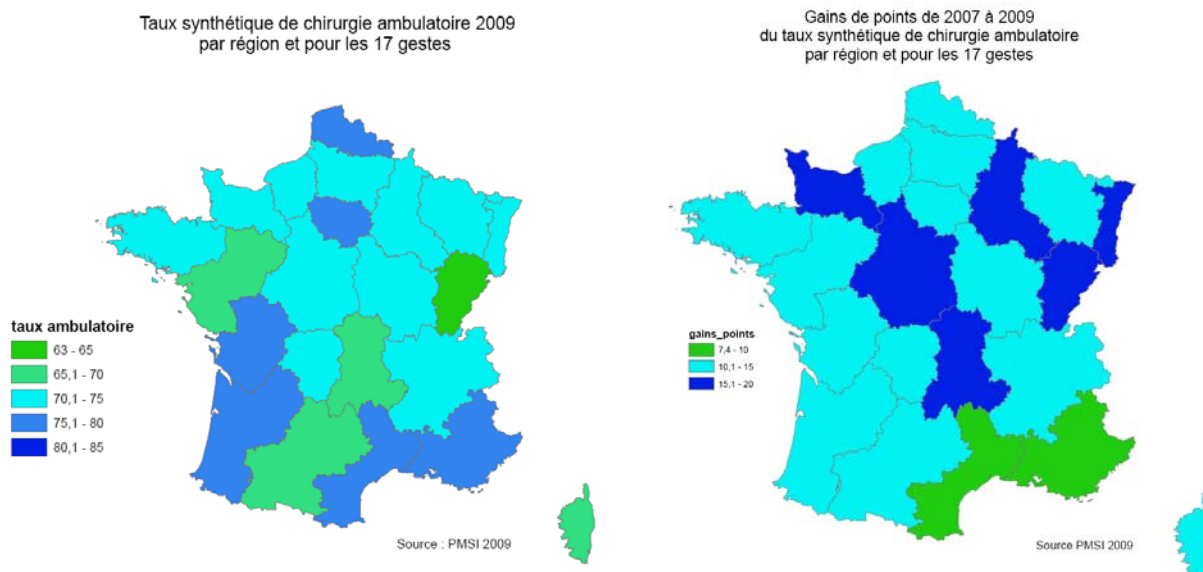 Taux synthétique de chirurgie ambulatoire 2009
par région et pour les 17 gestes
taux ambulatoire
63 - 65
65,1 - 70
70,1 - 75
75,1 - 80
80,1 - 85
Source : PMSI 2009
Gains de points de 2007 à 2009
du taux synthétique de chirurgie ambulatoire
par région et pour les 17 gestes
gains_points
7,4 - 10
10,1 - 15
15,1 - 20
Source PMSI 2009